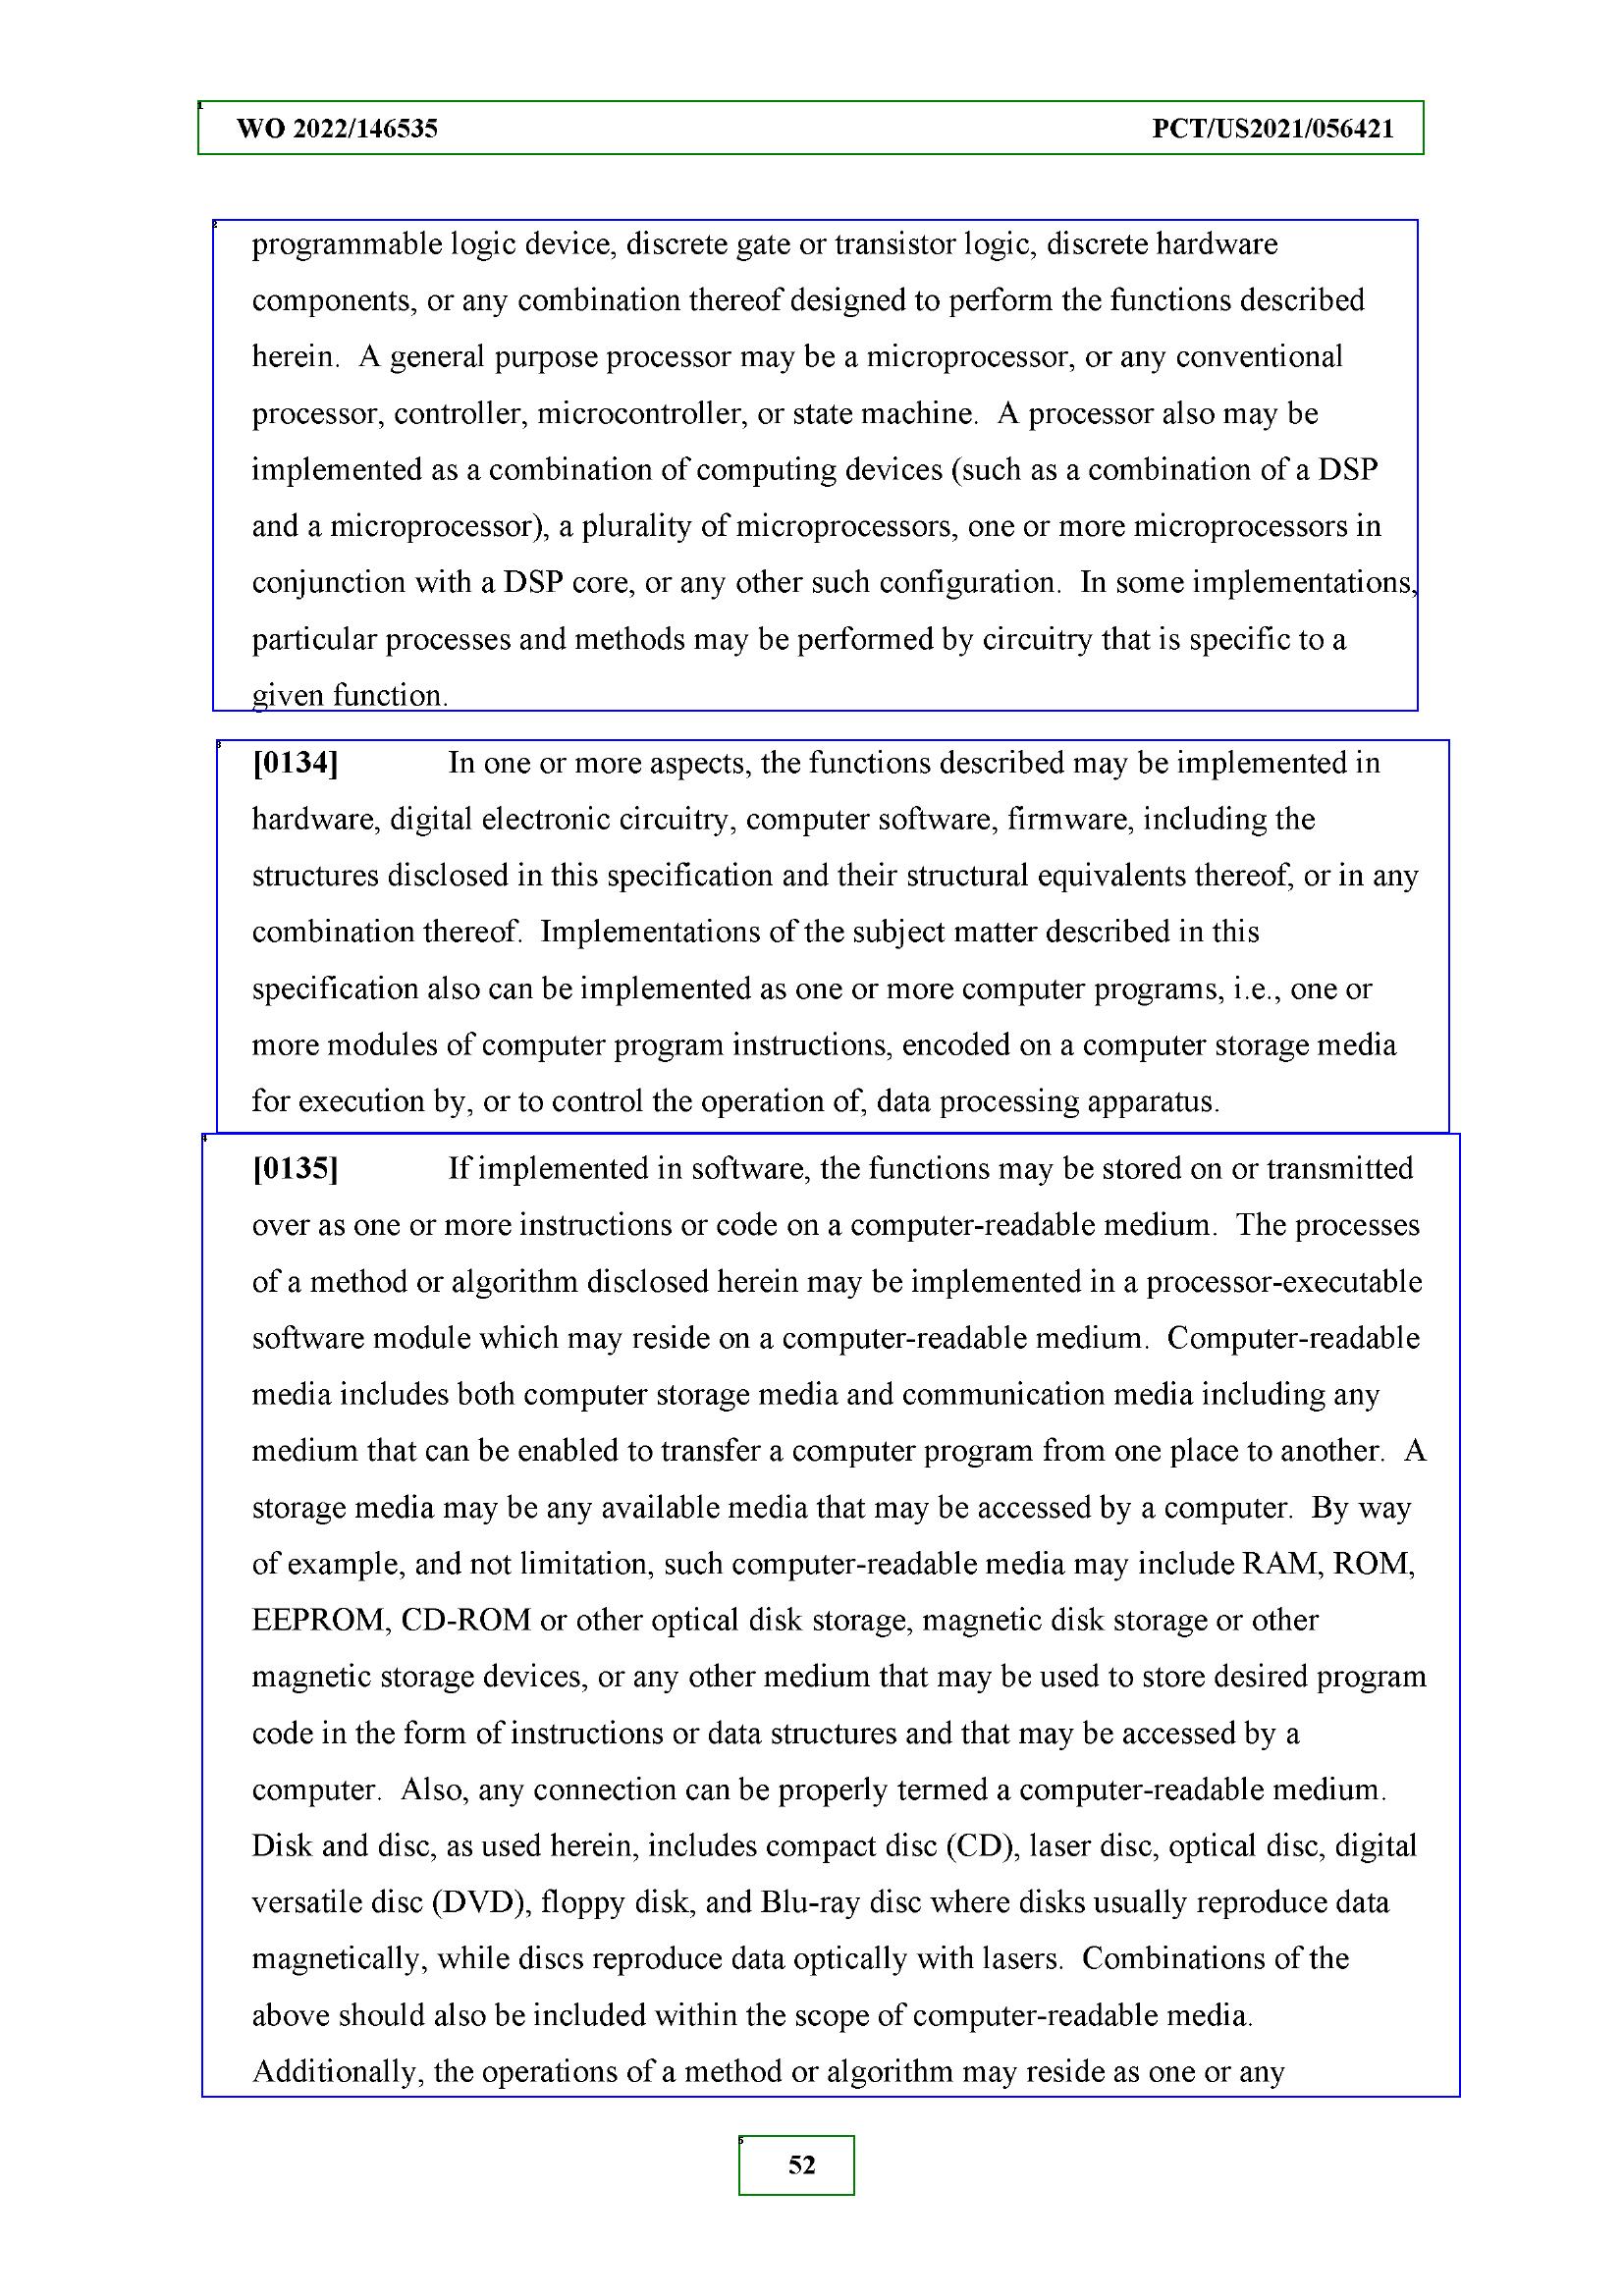 WO 2022/146535 PCT/US2021/056421
programmable logic device, discrete gate or transistor logic, discrete hardware
components, or any combination thereof designed to perform the functions described
herein.  A general purpose processor may be a microprocessor, or any conventional
processor, controller, microcontroller, or state machine.  A processor also may be
implemented as a combination of computing devices (such as a combination of a DSP
and a microprocessor), a plurality of microprocessors, one or more microprocessors in
conjunction with a DSP core, or any other such configuration.  In some implementations,
particular processes and methods may be performed by circuitry that is specific to a
given function.
[0134] In one or more aspects, the functions described may be implemented in
hardware, digital electronic circuitry, computer software, firmware, including the
structures disclosed in this specification and their structural equivalents thereof, or in any
combination thereof.  Implementations of the subject matter described in this
specification also can be implemented as one or more computer programs, i.e., one or
more modules of computer program instructions, encoded on a computer storage media
for execution by, or to control the operation of, data processing apparatus.
[0135] If implemented in software, the functions may be stored on or transmitted
over as one or more instructions or code on a computer-readable medium.  The processes
of a method or algorithm disclosed herein may be implemented in a processor-executable
software module which may reside on a computer-readable medium.  Computer-readable
media includes both computer storage media and communication media including any
medium that can be enabled to transfer a computer program from one place to another.  A
storage media may be any available media that may be accessed by a computer.  By way
of example, and not limitation, such computer-readable media may include RAM, ROM,
EEPROM, CD-ROM or other optical disk storage, magnetic disk storage or other
magnetic storage devices, or any other medium that may be used to store desired program
code in the form of instructions or data structures and that may be accessed by a
computer.  Also, any connection can be properly termed a computer-readable medium.
Disk and disc, as used herein, includes compact disc (CD), laser disc, optical disc, digital
versatile disc (DVD), floppy disk, and Blu-ray disc where disks usually reproduce data
magnetically, while discs reproduce data optically with lasers.  Combinations of the
above should also be included within the scope of computer-readable media.
Additionally, the operations of a method or algorithm may reside as one or any
52